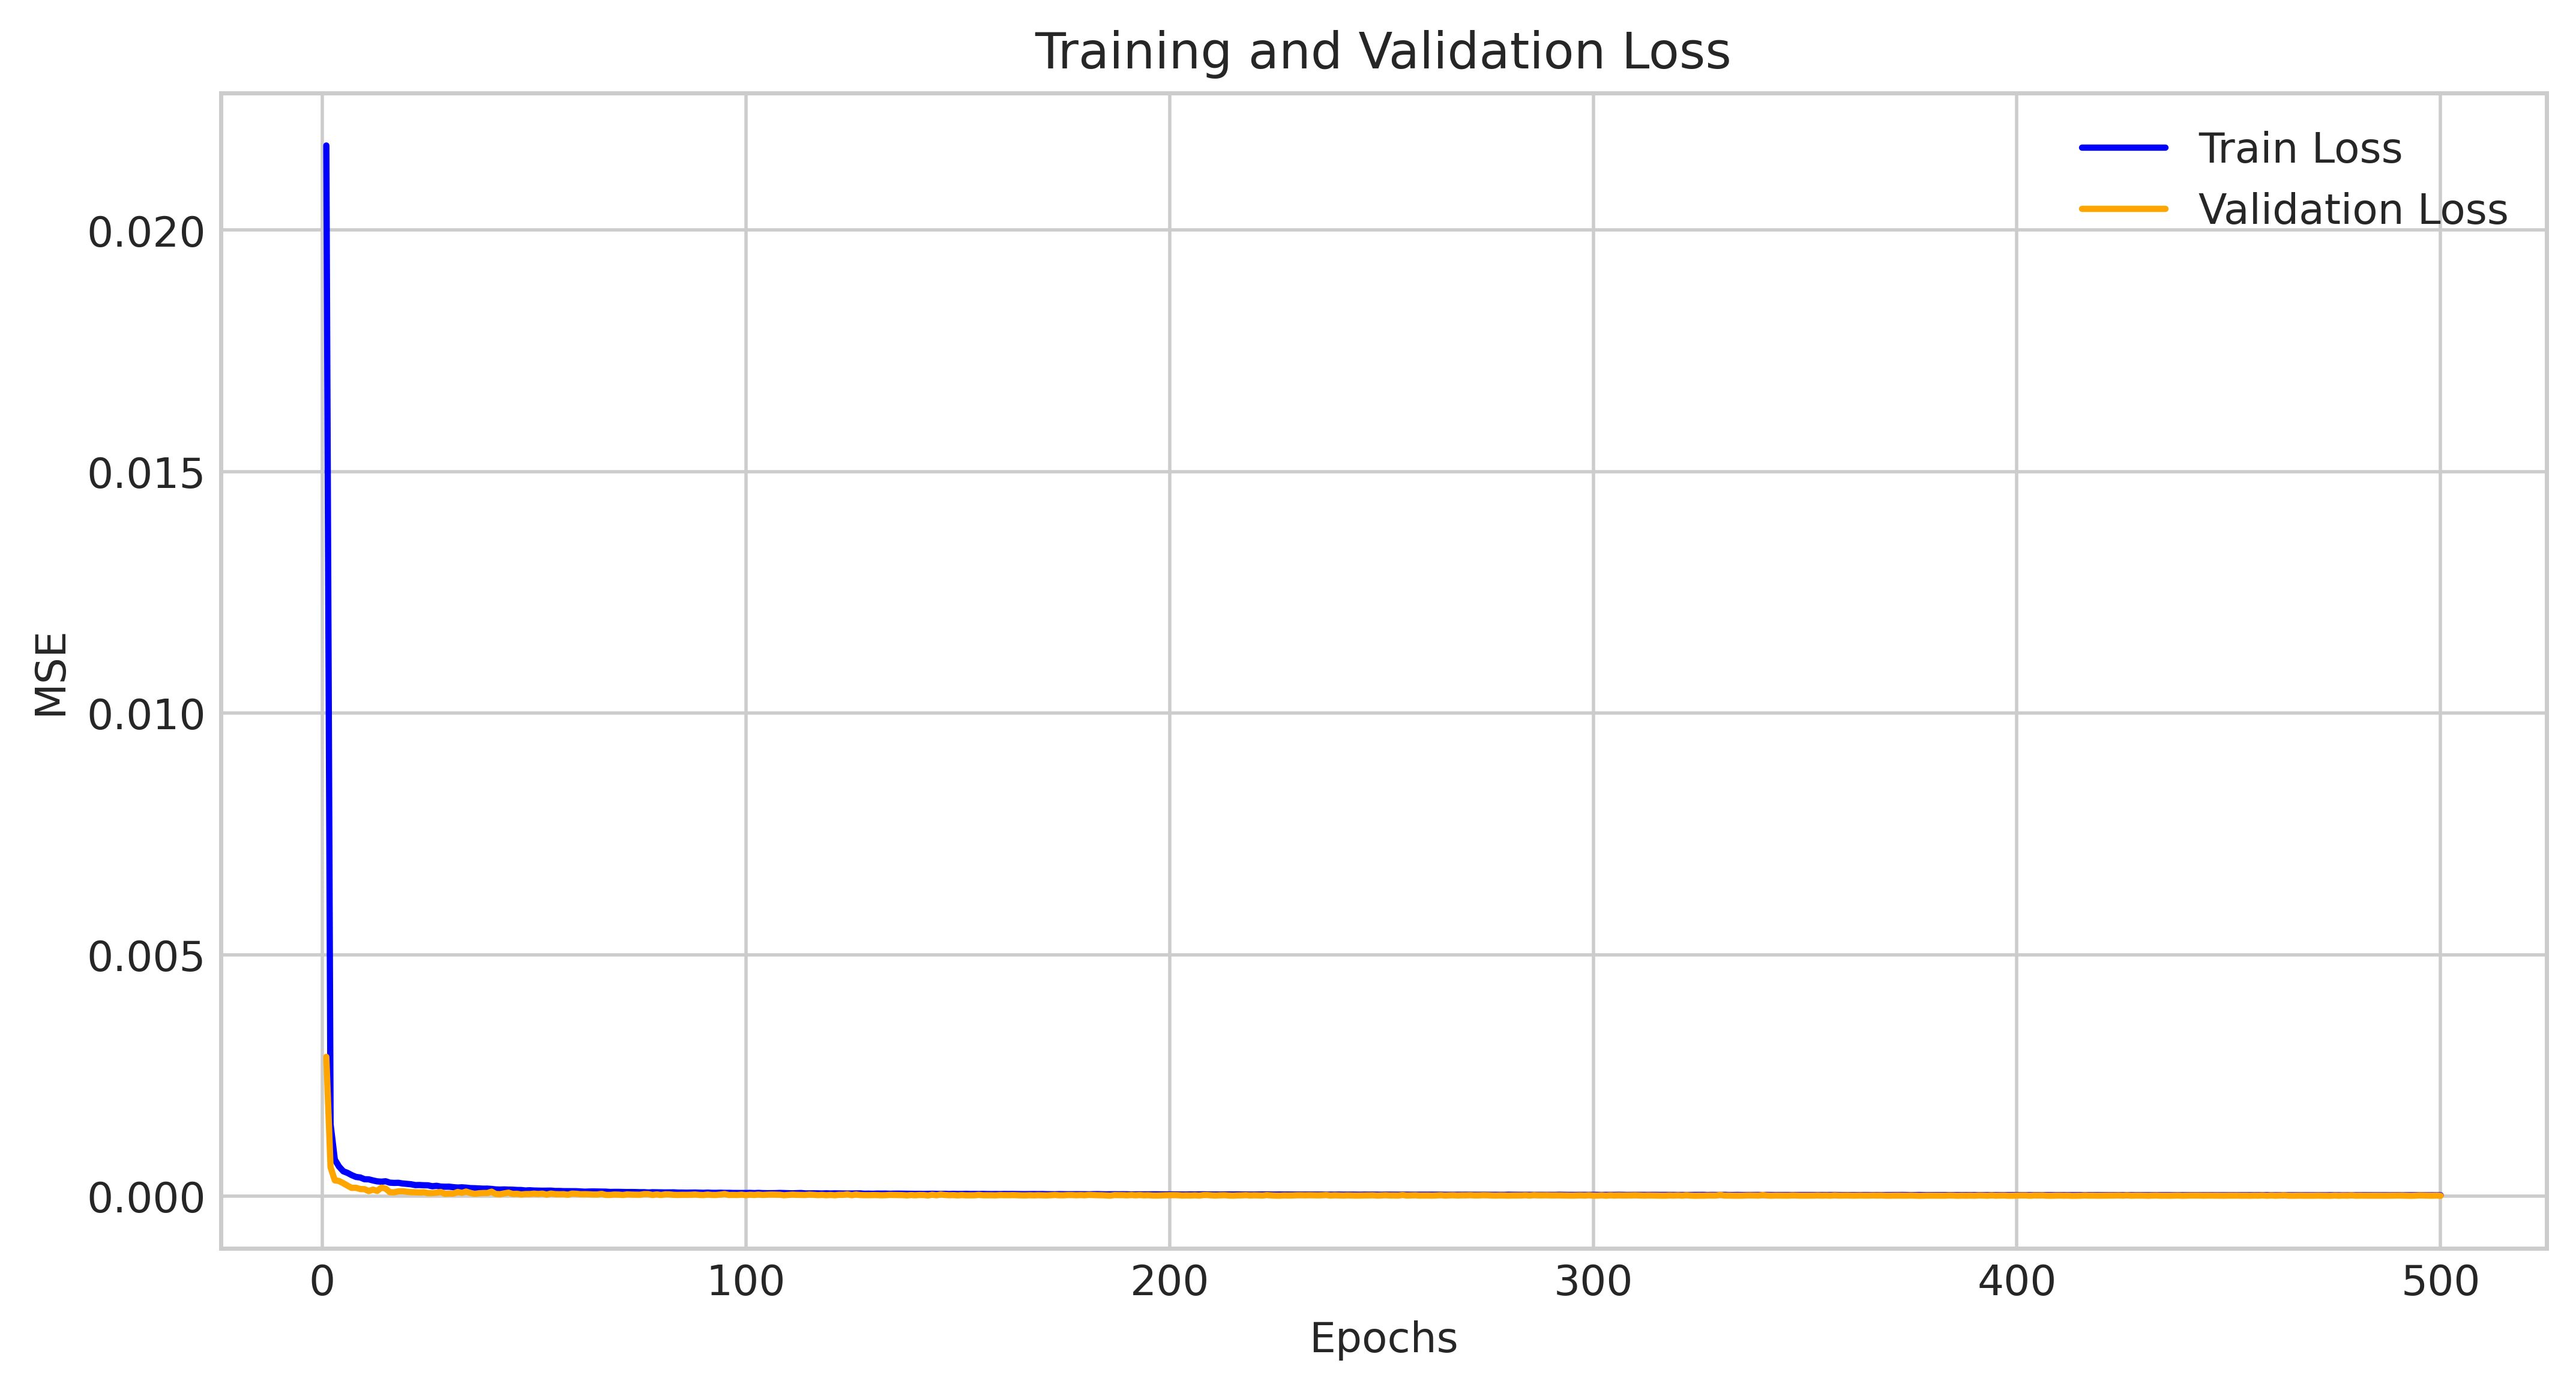 Training and Validation Loss
Train Loss
Validation Loss
0.020
0.015
0.010
0.005
0.000
MSE
0 100 200 300 400 500
Epochs